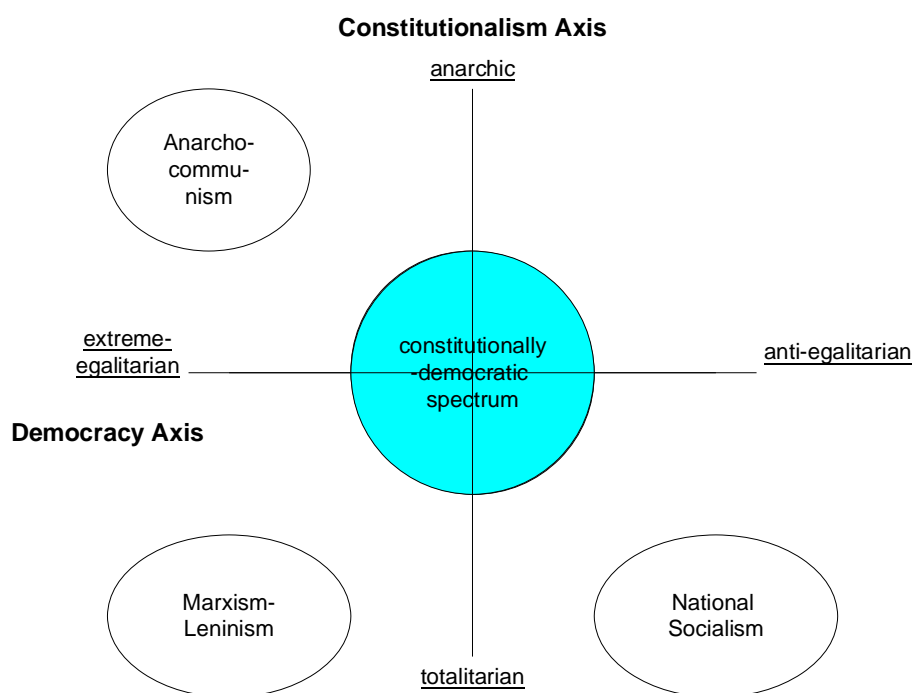 Constitutionalism Axis
anarchic
Anarcho-
commu-
nism
extreme-
egalitarian
constitutionally
-democratic
spectrum
anti-egalitarian
Democracy Axis
Marxism-
Leninism
National
Socialism
totalitarian